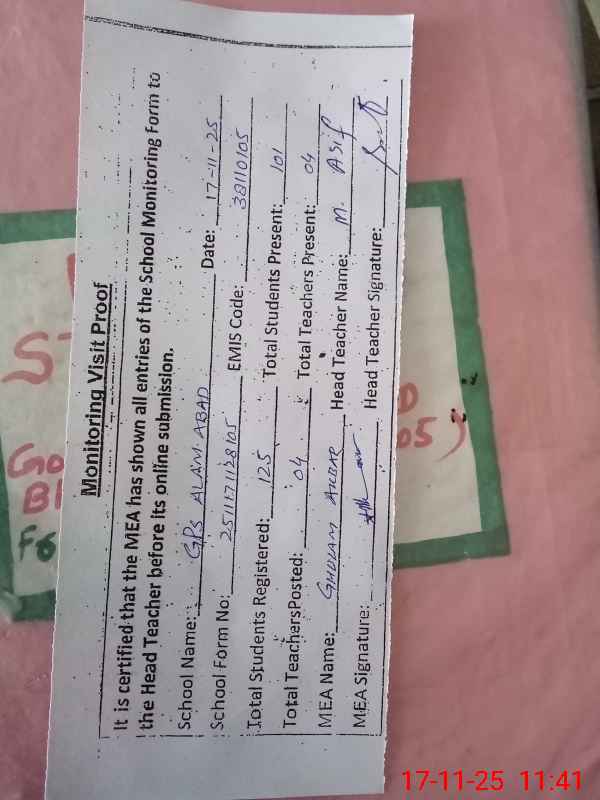 Monitoring Visit Proof
It is certified that the MEA has shown all entries of the School Monitoring Form to
the Head Teacher before its online submission.
School Name: GPS ALAM ABAD Date: 17-11-25
School Form No: 25111711128105 EMIS Code: 38110105
Total Students Registered: 125 Total Students Present: 101
Total TeachersPosted: 04 Total Teachers Present: 04
MEA Name: GHULAM AKBAR Head Teacher Name: M. ASIF
MEA Signature: Head Teacher Signature:
17-11-25 11:41